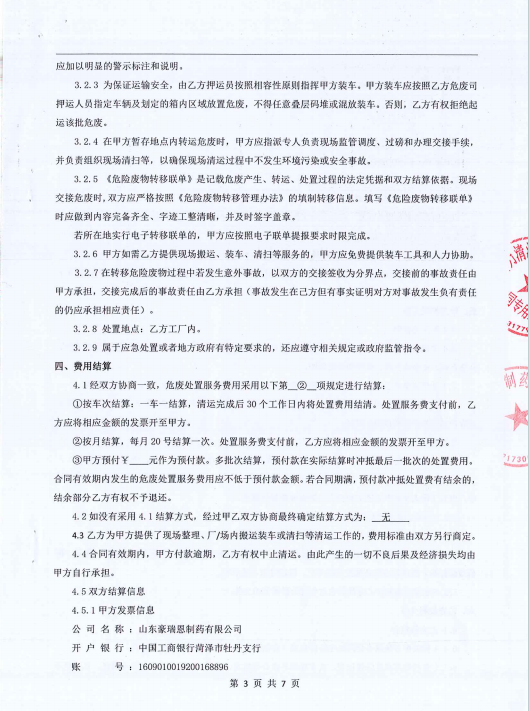 应加以明显的警示标注和说明。
3.2.3 为保证运输安全，由乙方押运员按照相容性原则指挥甲方装车。甲方装车应按照乙方危废司
押运人员指定车辆及划定的箱内区域放置危废，不得任意叠层码堆或混放装车。否则，乙方有权拒绝起
运该批危废。
3.2.4 在甲方暂存地点内转运危废时，甲方应指派专人负责现场监管调度、过磅和办理交接手续，
并负责组织现场清扫等，以确保现场清运过程中不发生环境污染或安全事故。
3.2.5 《危险废物转移联单》是记载危废产生、转运、处置过程的法定凭据和双方结算依据。现场
交接危废时，双方应严格按照《危险废物转移管理办法》的填制转移信息。填写《危险废物转移联单》
时应做到内容完备齐全、字迹工整清晰，并及时签字盖章。
若所在地实行电子转移联单的，甲方应按照电子联单提报要求时限完成。
3.2.6 甲方如需乙方提供现场搬运、装车、清扫等服务的，甲方应免费提供装车工具和人力协助。
3.2.7 在转移危险废物过程中若发生意外事故，以双方的交接签收为分界点，交接前的事故责任由
甲方承担，交接完成后的事故责任由乙方承担（事故发生在己方但有事实证明对方对事故发生负有责任
的仍应承担相应责任）。
3.2.8 处置地点：乙方工厂内。
3.2.9 属于应急处置或者地方政府有特定要求的，还应遵守相关规定或政府监管指令。
四、费用结算
4.1 经双方协商一致，危废处置服务费用采用以下第 ② 项规定进行结算：
①按车次结算：一车一结算，清运完成后 30 个工作日内将处置费用结清。处置服务费支付前，乙
方应将相应金额的发票开至甲方。
②按月结算，每月 20 号结算一次。处置服务费支付前，乙方应将相应金额的发票开至甲方。
③甲方预付￥____元作为预付款。多批次结算，预付款在实际结算时冲抵最后一批次的处置费用。
合同有效期内发生的危废处置服务费用应不低于预付款金额。若合同期满，预付款冲抵处置费有结余的，
结余部分乙方有权不予退还。
4.2 如没有采用 4.1 结算方式，经过甲乙双方协商最终确定结算方式为： 无
4.3 乙方为甲方提供了现场整理、厂/场内搬运装车或清扫等清运工作的，费用标准由双方另行商定。
4.4 合同有效期内，甲方付款逾期，乙方有权中止清运。由此产生的一切不良后果及经济损失均由
甲方自行承担。
4.5 双方结算信息
4.5.1 甲方发票信息
公 司 名 称 ：山东豪瑞恩制药有限公司
开 户 银 行 ：中国工商银行菏泽市牡丹支行
账 号 ：1609010019200168896
第 3 页 共 7 页